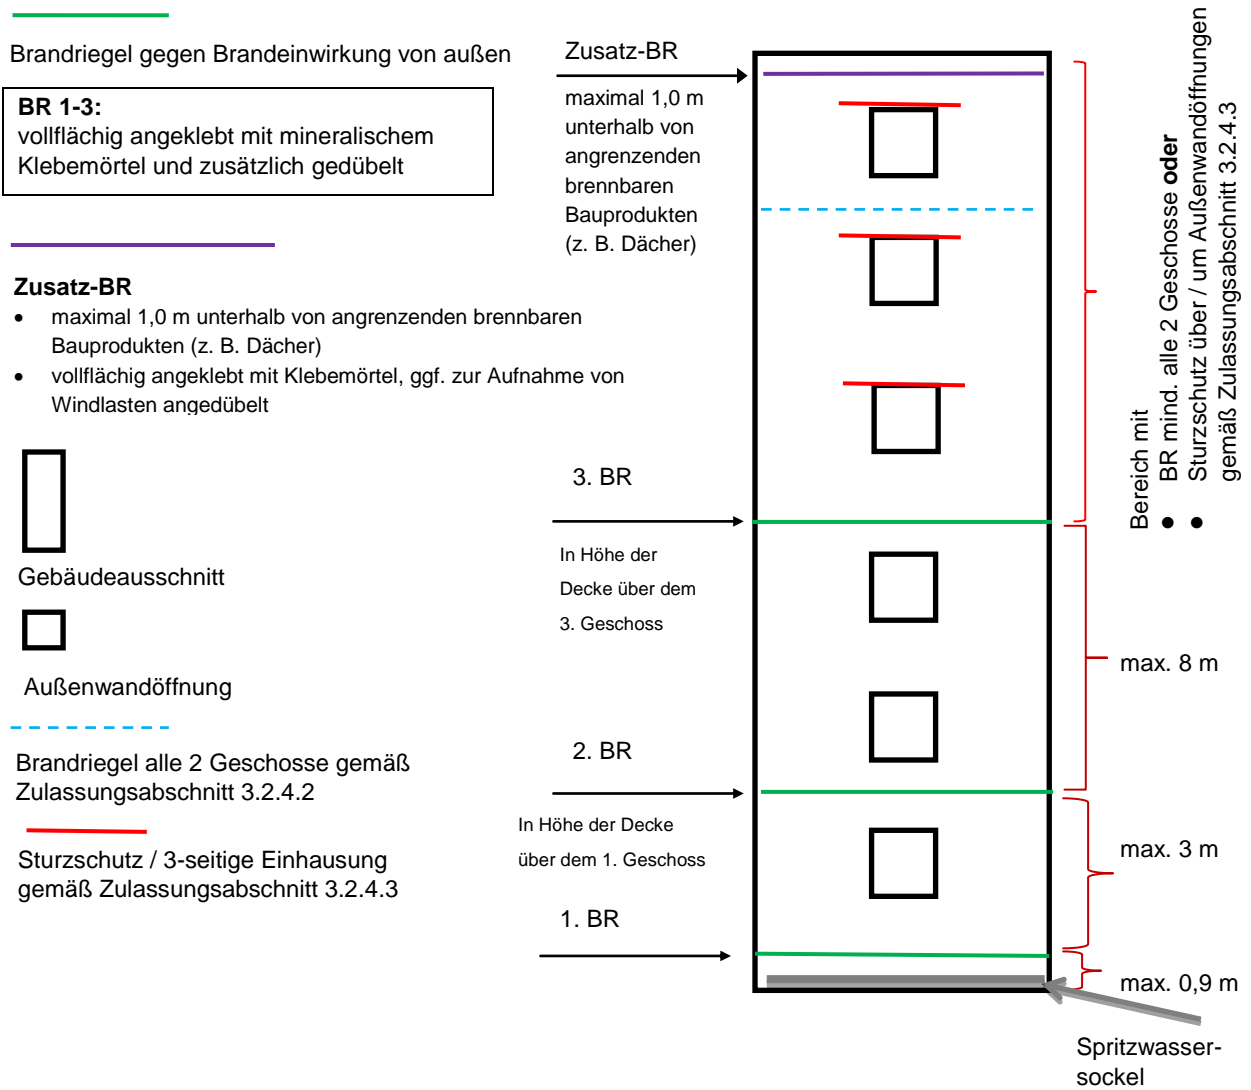 Brandriegel gegen Brandeinwirkung von außen
BR 1-3:
vollflächig angeklebt mit mineralischem
Klebemörtel und zusätzlich gedübelt
Zusatz-BR
• maximal 1,0 m unterhalb von angrenzenden brennbaren
Bauprodukten (z. B. Dächer)
• vollflächig angeklebt mit Klebemörtel, ggf. zur Aufnahme von
Windlasten angedübelt
Gebäudeausschnitt
Außenwandöffnung
Brandriegel alle 2 Geschosse gemäß
Zulassungsabschnitt 3.2.4.2
Sturzschutz / 3-seitige Einhausung
gemäß Zulassungsabschnitt 3.2.4.3
Zusatz-BR
maximal 1,0 m
unterhalb von
angrenzenden
brennbaren
Bauprodukten
(z. B. Dächer)
3. BR
In Höhe der
Decke über dem
3. Geschoss
2. BR
In Höhe der Decke
über dem 1. Geschoss
1. BR
Bereich mit
• BR mind. alle 2 Geschosse oder
• Sturzschutz über / um Außenwandöffnungen
gemäß Zulassungsabschnitt 3.2.4.3
max. 8 m
max. 3 m
max. 0,9 m
Spritzwasser-
sockel